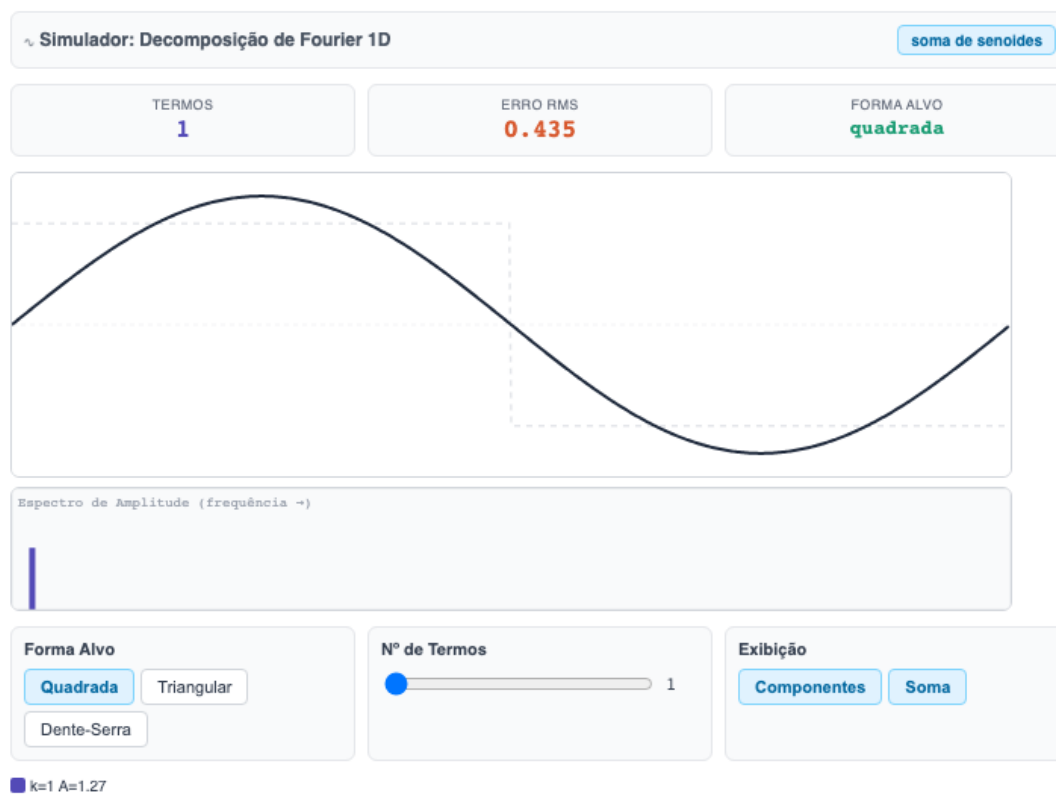 ∿ Simulador: Decomposição de Fourier 1D
soma de senoides
TERMOS
1
ERRO RMS
0.435
FORMA ALVO
quadrada
Espectro de Amplitude (frequência →)
Forma Alvo
Quadrada
Triangular
Dente-Serra
Nº de Termos
1
Exibição
Componentes
Soma
k=1 A=1.27